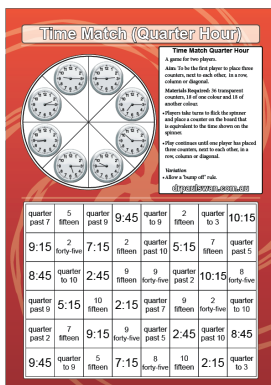 Time Match (Quarter Hour)
Time Match Quarter Hour
A game for two players.
Aim: To be the first player to place three
counters, next to each other, in a row,
column or diagonal.
Materials Required: 36 transparent
counters, 18 of one colour and 18 of
another colour.
•Players take turns to flick the spinner
and place a counter on the board that
is equivalent to the time shown on the
spinner.
•Play continues until one player has placed
three counters, next to each other, in a
row, column or diagonal.
Variation
•Allow a "bump off" rule.
drpaulswan.com.au
quarter past 7 5 fifteen quarter past 9 9:45 quarter to 9 2 fifteen quarter to 3 10:15
9:15 2 forty-five 7:15 2 fifteen quarter past 10 5:15 7 fifteen quarter past 5
8:45 quarter to 10 2:45 9 fifteen 9 forty-five quarter past 2 10:15 8 forty-five
quarter past 9 5:15 10 fifteen 2:15 quarter past 7 9 fifteen quarter to 9 9:45
quarter past 2 7 fifteen 9:15 9 forty-five quarter past 5 2:45 quarter past 10 8:45
9:45 quarter to 9 5 fifteen 7:15 8 forty-five 10 fifteen 2:15 quarter to 3